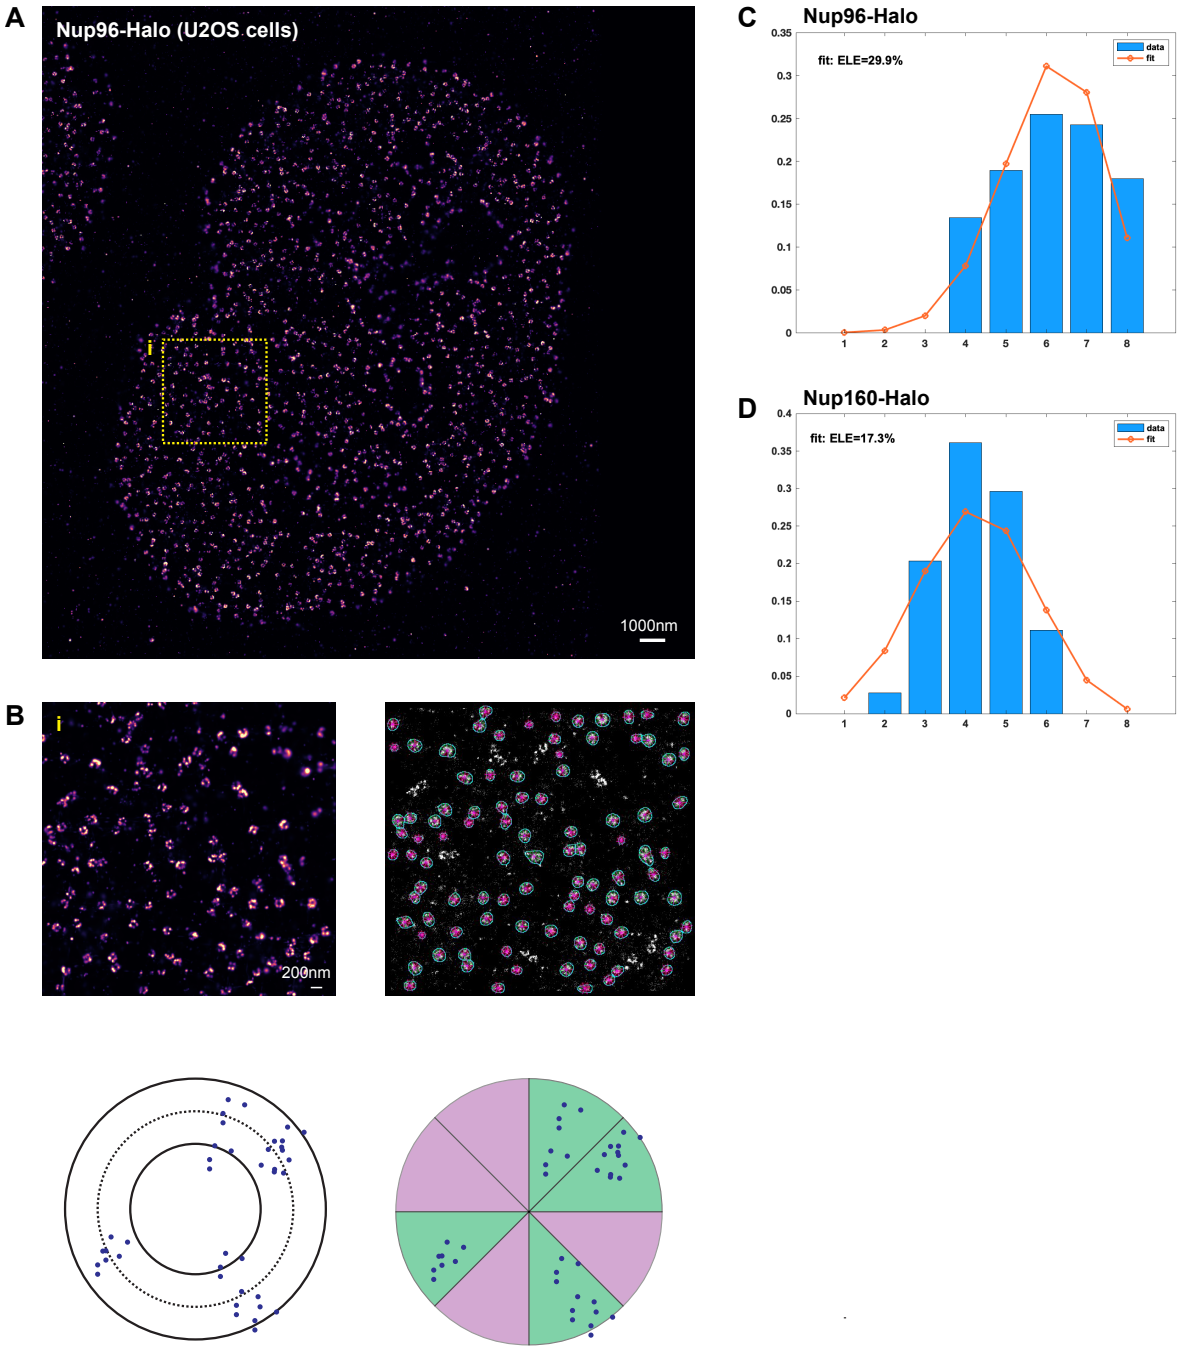 A
Nup96-Halo (U2OS cells)
i
1000nm
B
i
200nm
C
Nup96-Halo
fit: ELE=29.9%
data
fit
0.35
0.3
0.25
0.2
0.15
0.1
0.05
0
1 2 3 4 5 6 7 8
D
Nup160-Halo
fit: ELE=17.3%
data
fit
0.4
0.35
0.3
0.25
0.2
0.15
0.1
0.05
0
1 2 3 4 5 6 7 8